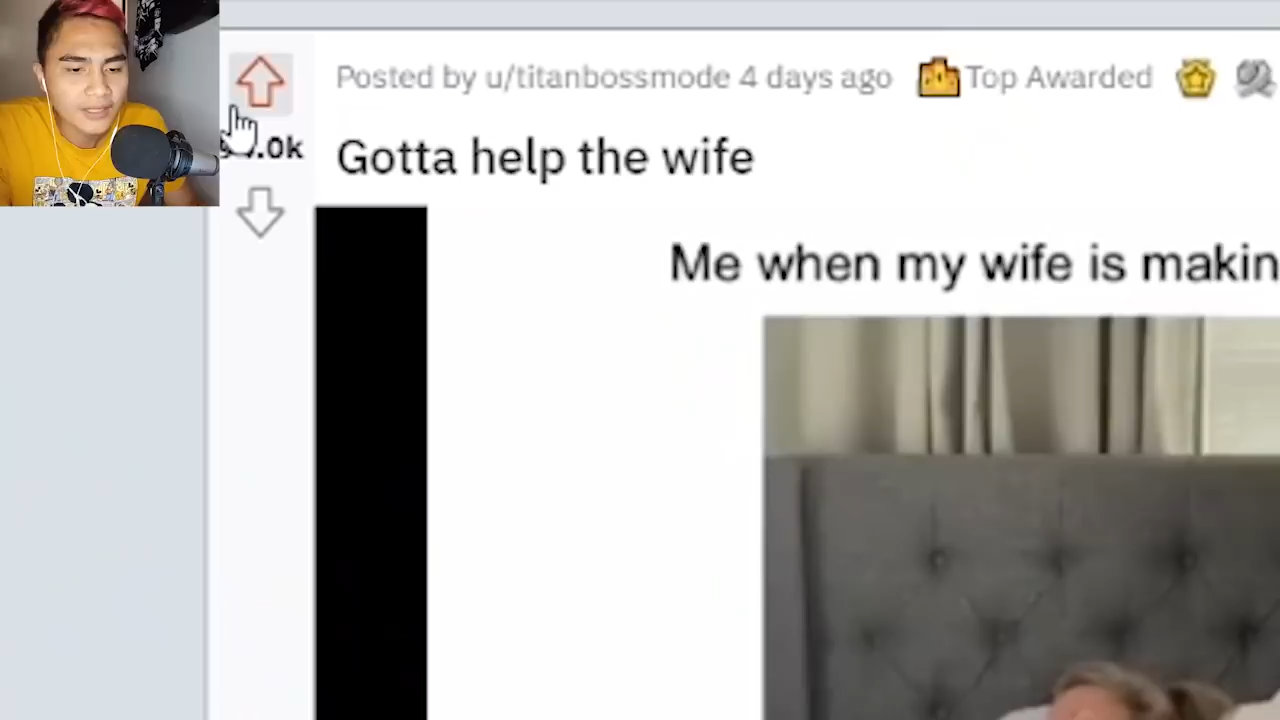 Posted by u/titanbossmode 4 days ago Top Awarded
Gotta help the wife
Me when my wife is makin